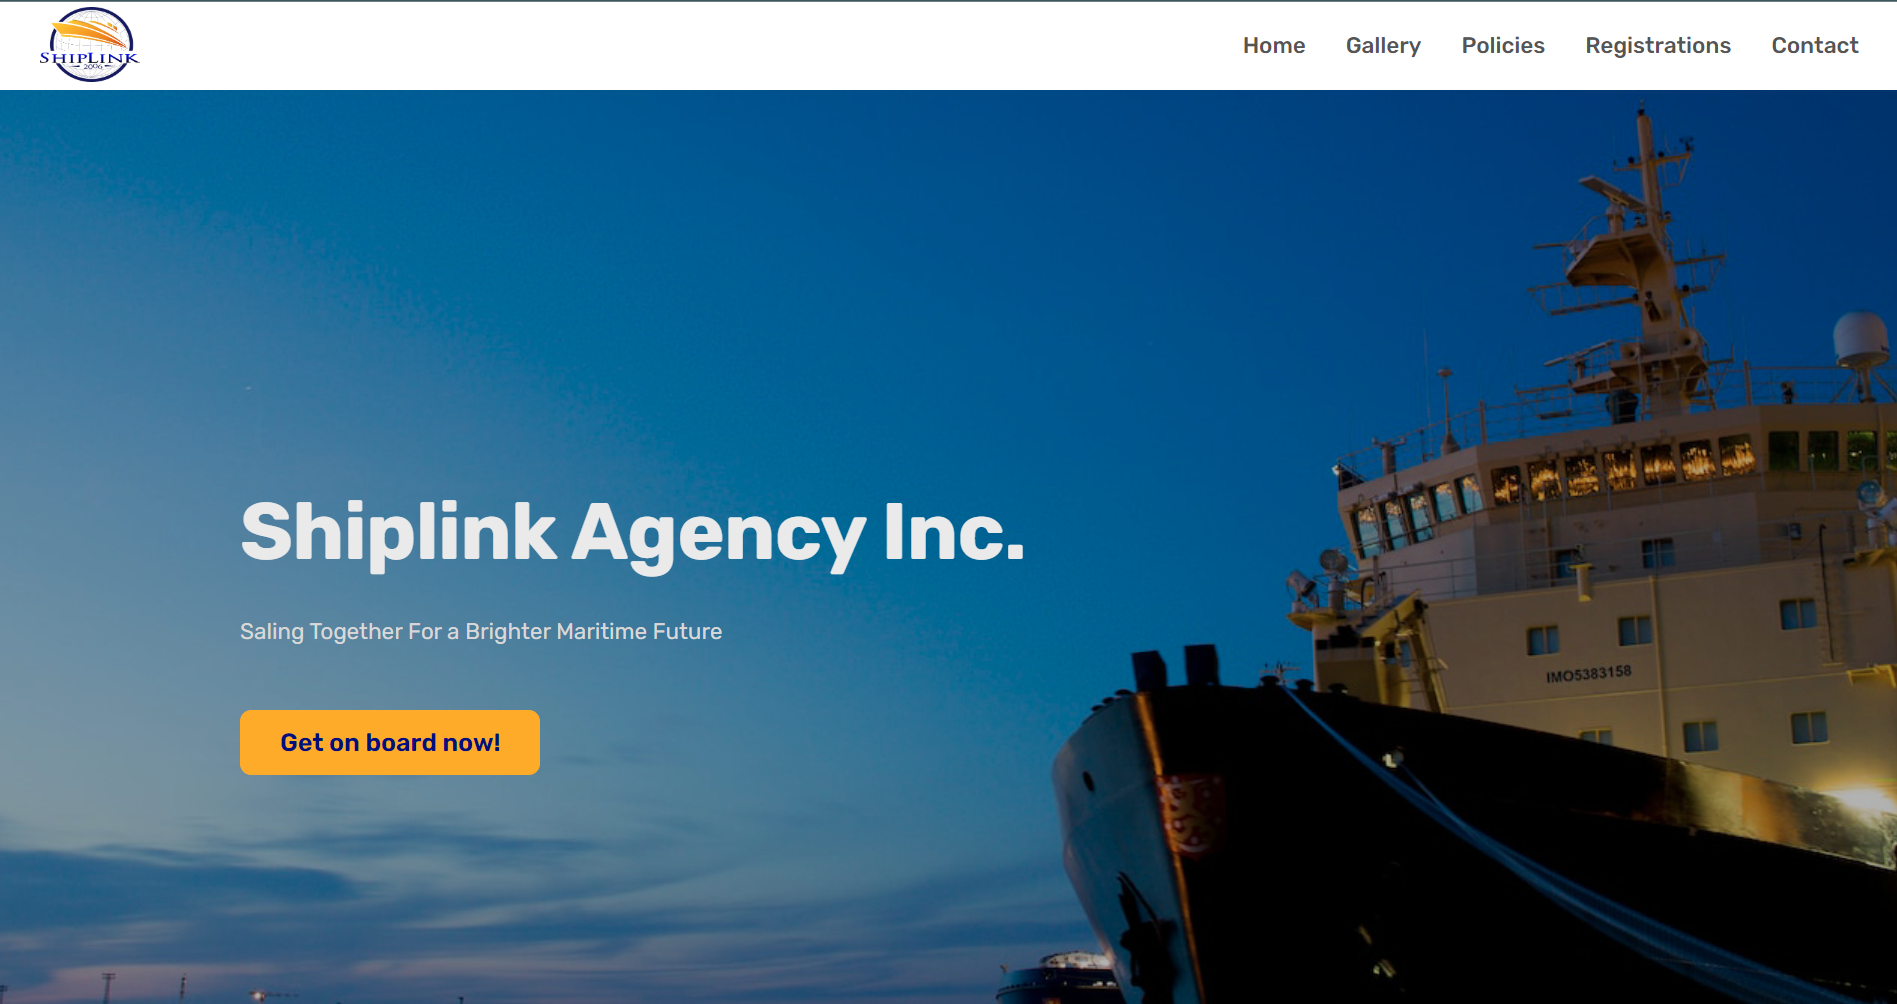 SHIPLINK
2006
Home Gallery Policies Registrations Contact
Shiplink Agency Inc.
Saling Together For a Brighter Maritime Future
Get on board now!
IMO5383158